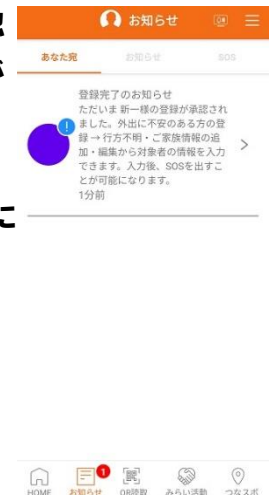 お知らせ
あなた宛 お知らせ SOS
登録完了のお知らせ
ただいま 新一様の登録が承認され
ました。外出に不安のある方の登
録 → 行方不明・ご家族情報の追
加・編集から対象者の情報を入力
できます。入力後、SOSを出すこ
とが可能になります。
1分前
に
HOME お知らせ 1 QR読取 みらい活動 つなスポ